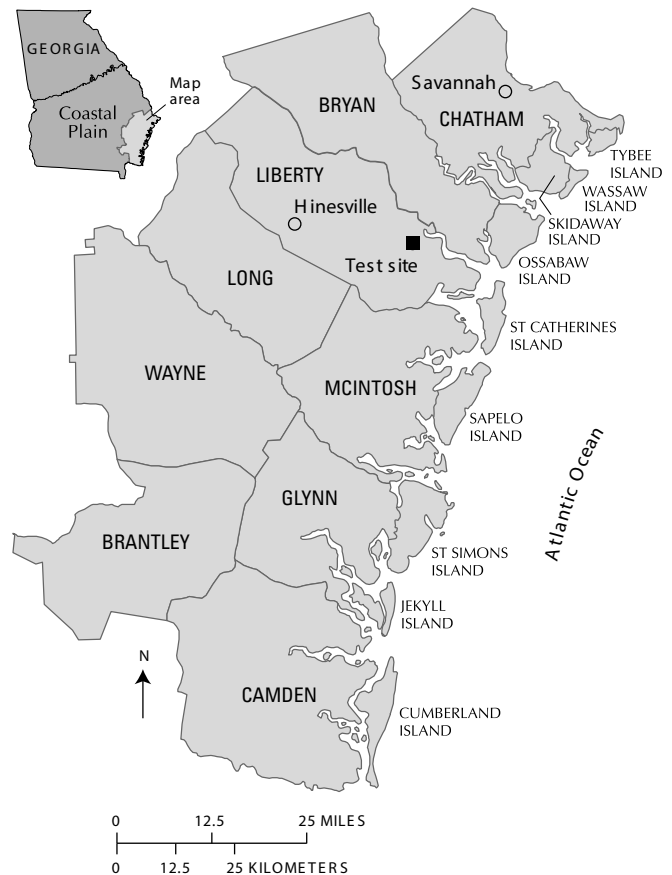 GEORGIA
Map
area
Coastal
Plain
Savannah
BRYAN
CHATHAM
TYBEE
ISLAND
LIBERTY
WASSAW
ISLAND
Hinesville
SKIDAWAY
ISLAND
Test site
OSSABAW
ISLAND
LONG
ST CATHERINES
ISLAND
WAYNE
MCINTOSH
SAPELO
ISLAND
Atlantic Ocean
GLYNN
BRANTLEY
ST SIMONS
ISLAND
JEKYLL
ISLAND
N
CAMDEN
CUMBERLAND
ISLAND
0 12.5 25 MILES
0 12.5 25 KILOMETERS